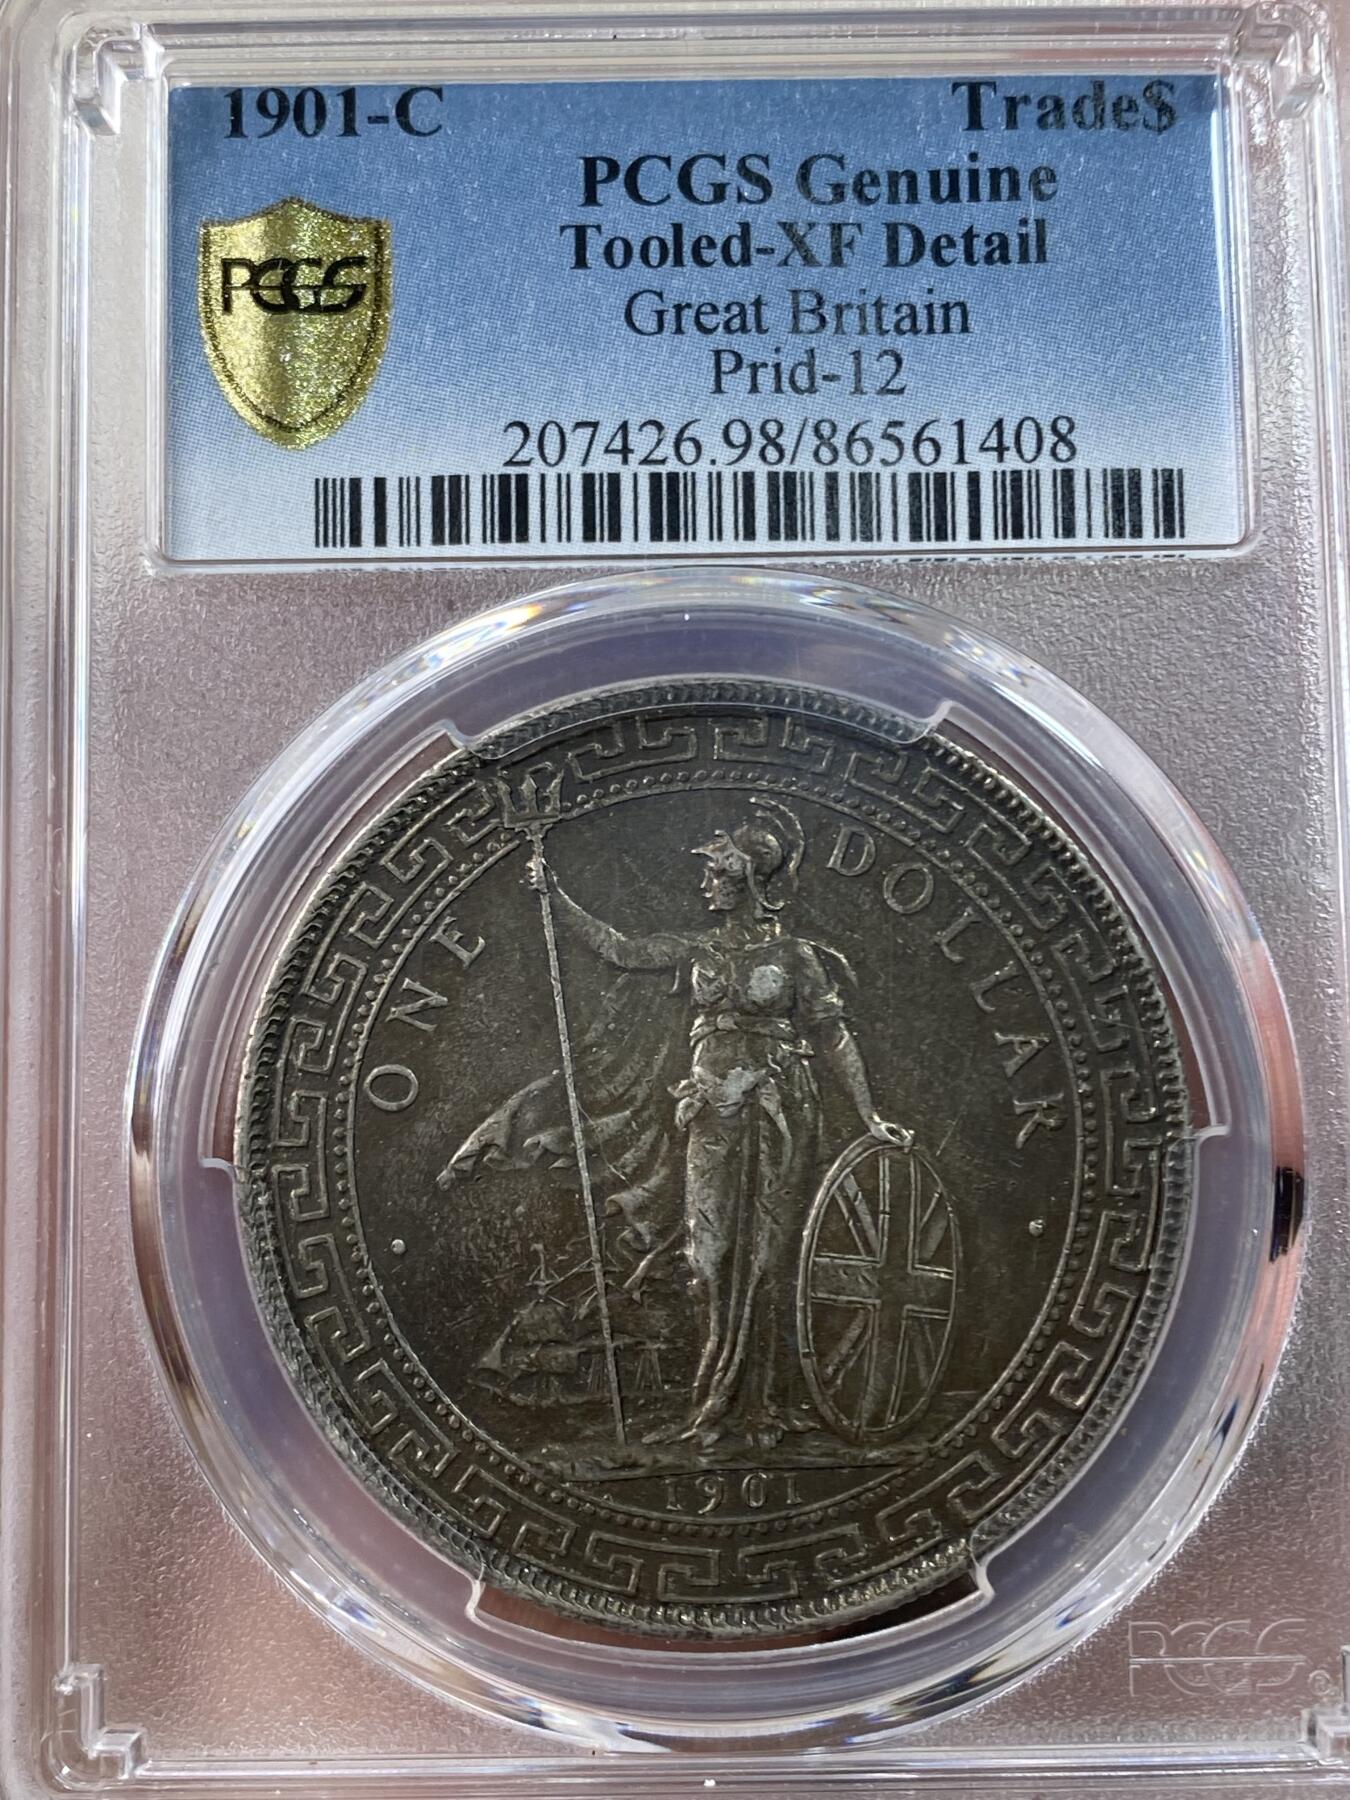 1901-C Trade$
PCGS Genuine
Tooled-XF Detail
PCGS
Great Britain
Prid-12
207426.98/86561408
ONE DOLLAR
1901
PCGS